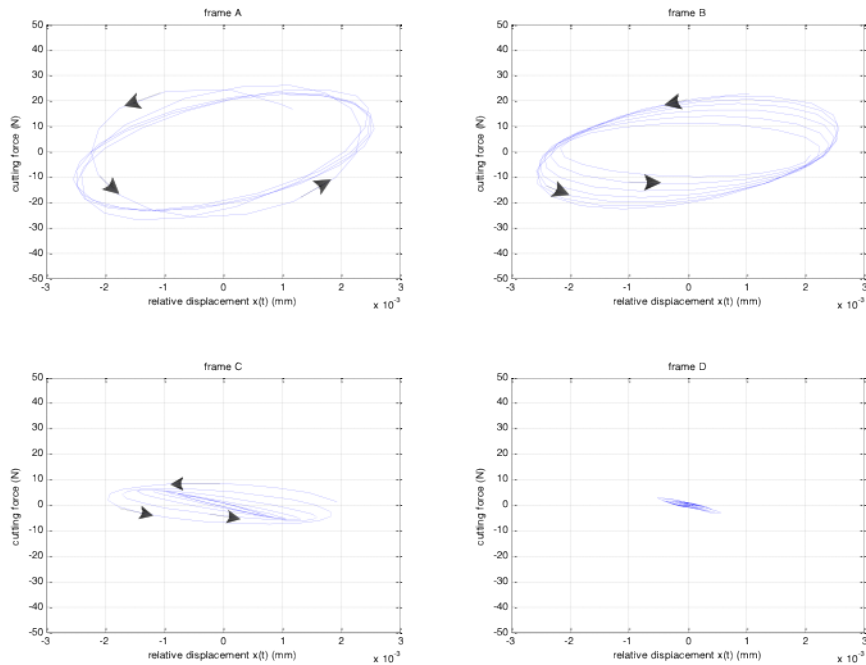 frame A
50
40
30
20
10
0
-10
-20
-30
-40
-50
cutting force (N)
-3 -2 -1 0 1 2 3
relative displacement x(t) (mm)
x 10⁻³
frame B
50
40
30
20
10
0
-10
-20
-30
-40
-50
cutting force (N)
-3 -2 -1 0 1 2 3
relative displacement x(t) (mm)
x 10⁻³
frame C
50
40
30
20
10
0
-10
-20
-30
-40
-50
cutting force (N)
-3 -2 -1 0 1 2 3
relative displacement x(t) (mm)
x 10⁻³
frame D
50
40
30
20
10
0
-10
-20
-30
-40
-50
cutting force (N)
-3 -2 -1 0 1 2 3
relative displacement x(t) (mm)
x 10⁻³